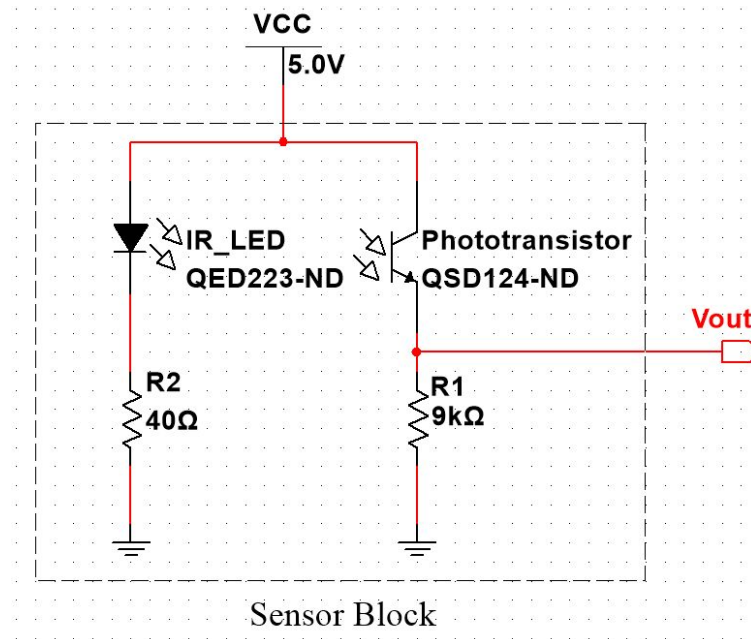 VCC
5.0V
IR_LED
QED223-ND
Phototransistor
QSD124-ND
Vout
R2
40Ω
R1
9kΩ
Sensor Block